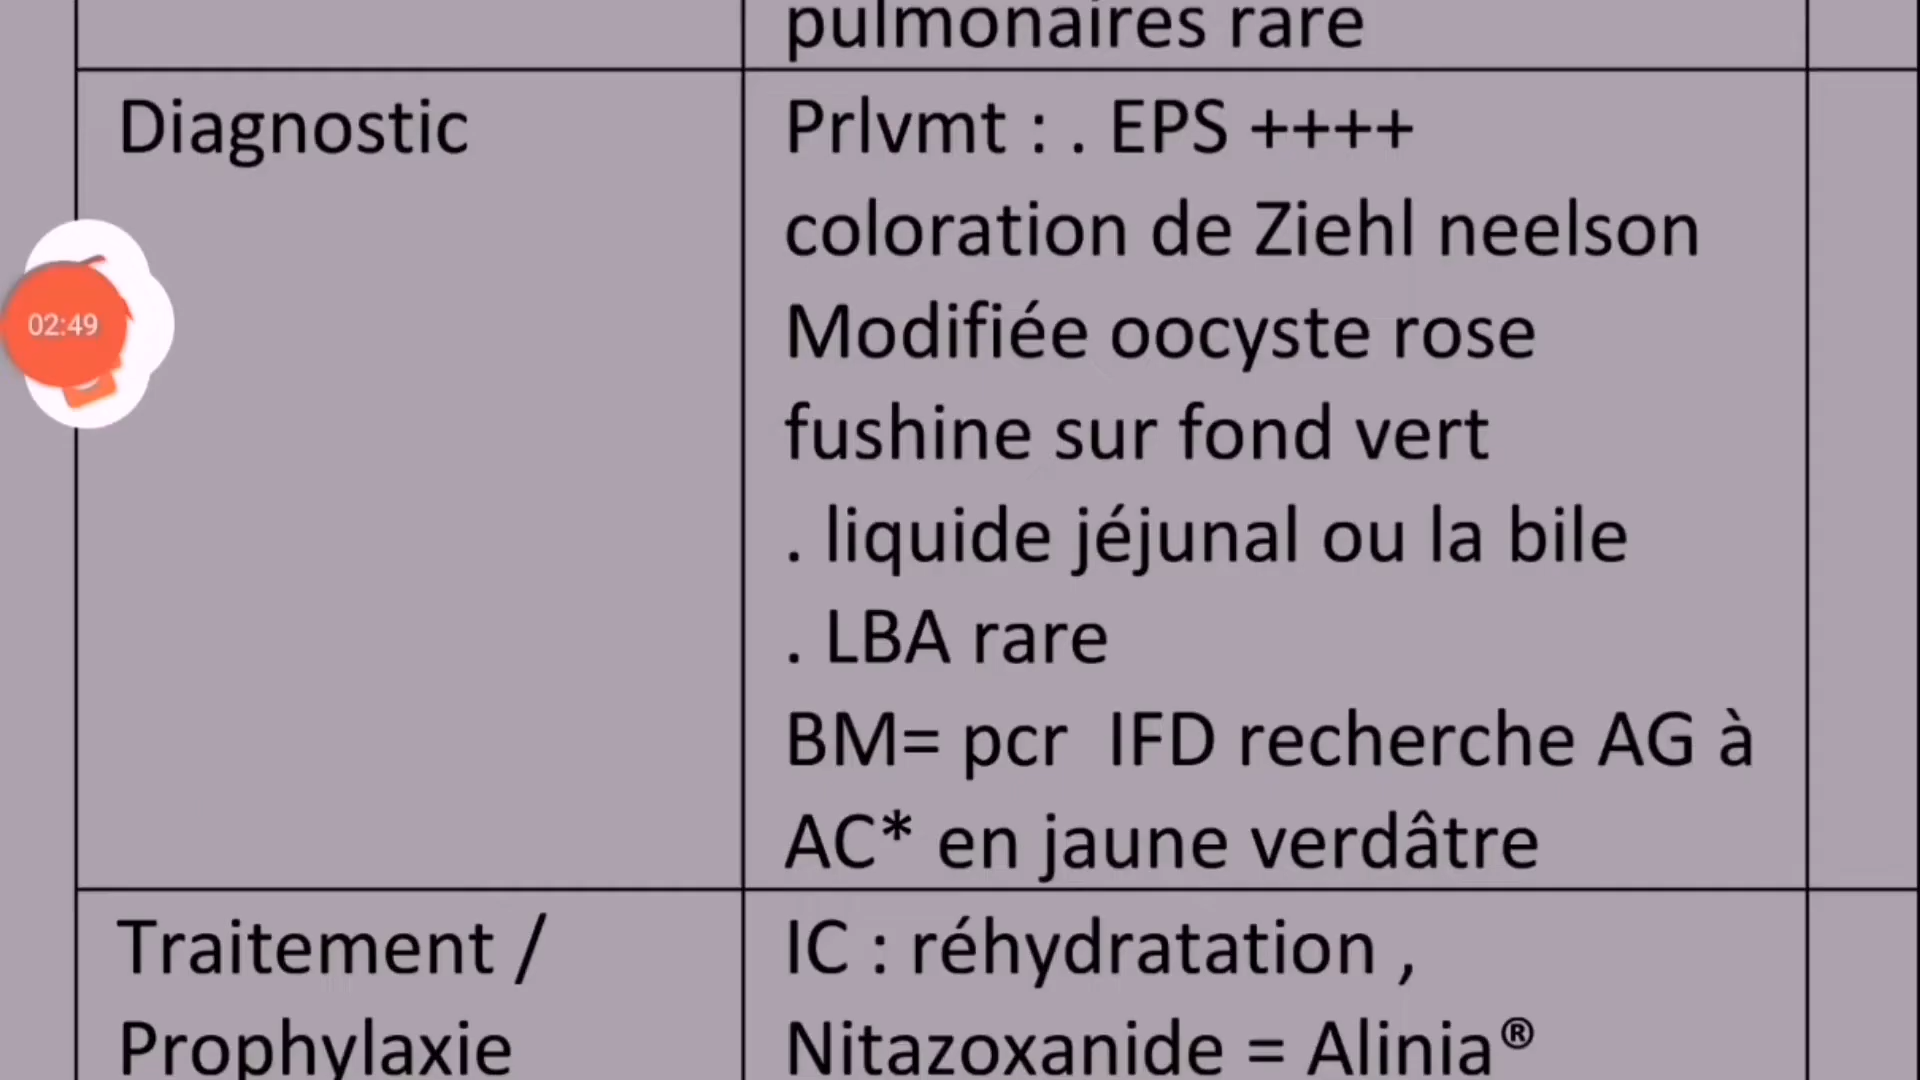 pulmonaires rare
Diagnostic
Prlvmt : . EPS ++++
coloration de Ziehl neelson
Modifiée oocyste rose
fushine sur fond vert
. liquide jéjunal ou la bile
. LBA rare
BM= pcr  IFD recherche AG à
AC* en jaune verdâtre
02:49
Traitement /
Prophylaxie
IC : réhydratation ,
Nitazoxanide = Alinia®